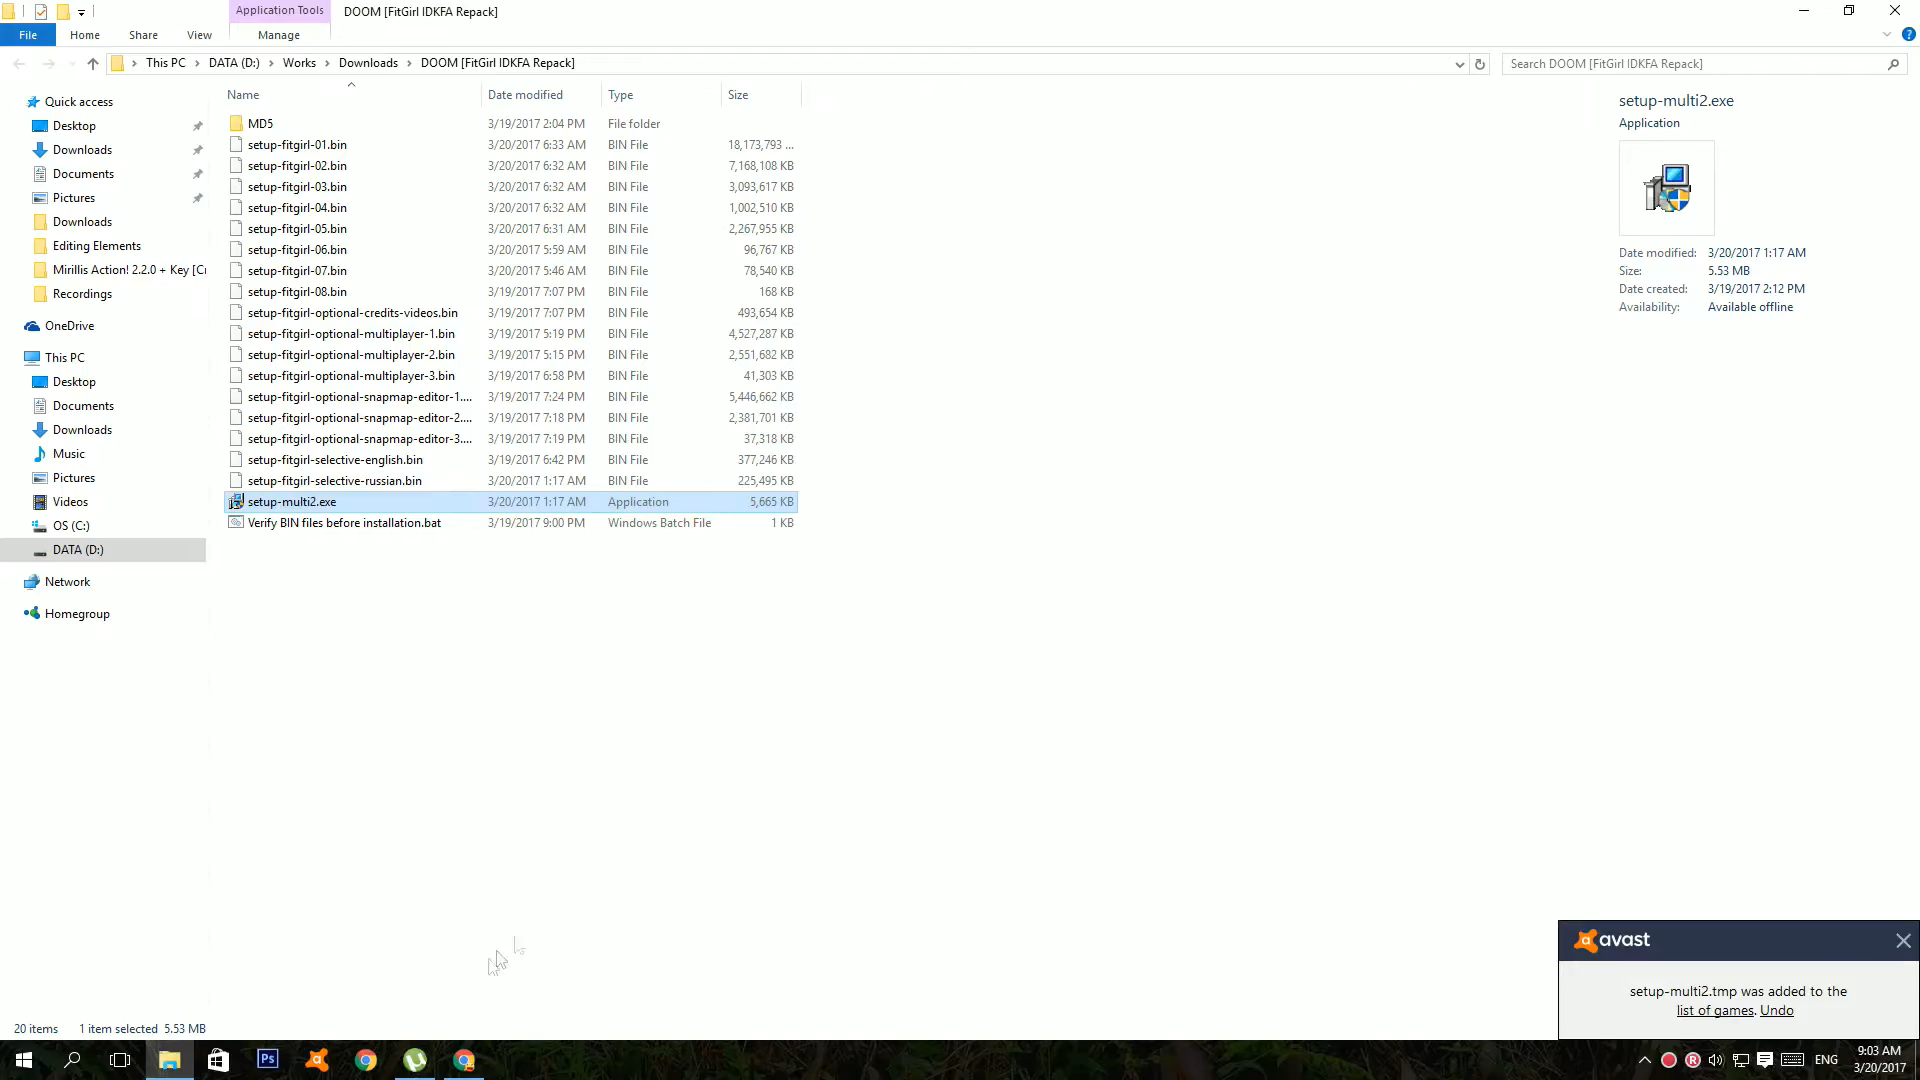 Application Tools
DOOM [FitGirl IDKFA Repack]
File
Home
Share
View
Manage
This PC
DATA (D:)
Works
Downloads
DOOM [FitGirl IDKFA Repack]
Search DOOM [FitGirl IDKFA Repack]
Quick access
Desktop
Downloads
Documents
Pictures
Downloads
Editing Elements
Mirillis Action! 2.2.0 + Key [Cr
Recordings
OneDrive
This PC
Desktop
Documents
Downloads
Music
Pictures
Videos
OS (C:)
DATA (D:)
Network
Homegroup
Name Date modified Type Size
MD5 3/19/2017 2:04 PM File folder
setup-fitgirl-01.bin 3/20/2017 6:33 AM BIN File 18,173,793 ...
setup-fitgirl-02.bin 3/20/2017 6:32 AM BIN File 7,168,108 KB
setup-fitgirl-03.bin 3/20/2017 6:32 AM BIN File 3,093,617 KB
setup-fitgirl-04.bin 3/20/2017 6:32 AM BIN File 1,002,510 KB
setup-fitgirl-05.bin 3/20/2017 6:31 AM BIN File 2,267,955 KB
setup-fitgirl-06.bin 3/20/2017 5:59 AM BIN File 96,767 KB
setup-fitgirl-07.bin 3/20/2017 5:46 AM BIN File 78,540 KB
setup-fitgirl-08.bin 3/19/2017 7:07 PM BIN File 168 KB
setup-fitgirl-optional-credits-videos.bin 3/19/2017 7:07 PM BIN File 493,654 KB
setup-fitgirl-optional-multiplayer-1.bin 3/19/2017 5:19 PM BIN File 4,527,287 KB
setup-fitgirl-optional-multiplayer-2.bin 3/19/2017 5:15 PM BIN File 2,551,682 KB
setup-fitgirl-optional-multiplayer-3.bin 3/19/2017 6:58 PM BIN File 41,303 KB
setup-fitgirl-optional-snapmap-editor-1.... 3/19/2017 7:24 PM BIN File 5,446,662 KB
setup-fitgirl-optional-snapmap-editor-2.... 3/19/2017 7:18 PM BIN File 2,381,701 KB
setup-fitgirl-optional-snapmap-editor-3.... 3/19/2017 7:19 PM BIN File 37,318 KB
setup-fitgirl-selective-english.bin 3/19/2017 6:42 PM BIN File 377,246 KB
setup-fitgirl-selective-russian.bin 3/20/2017 1:17 AM BIN File 225,495 KB
setup-multi2.exe 3/20/2017 1:17 AM Application 5,665 KB
Verify BIN files before installation.bat 3/19/2017 9:00 PM Windows Batch File 1 KB
setup-multi2.exe
Application
Date modified: 3/20/2017 1:17 AM
Size: 5.53 MB
Date created: 3/19/2017 2:12 PM
Availability: Available offline
avast
setup-multi2.tmp was added to the
list of games. Undo
20 items 1 item selected 5.53 MB
Ps
ENG
9:03 AM
3/20/2017